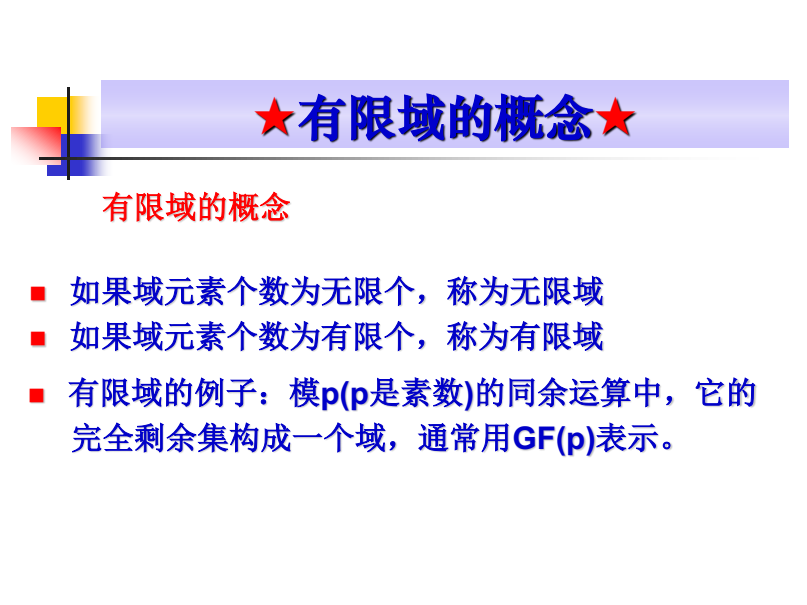 ★有限域的概念★
有限域的概念
如果域元素个数为无限个，称为无限域
如果域元素个数为有限个，称为有限域
有限域的例子：模p(p是素数)的同余运算中，它的
完全剩余集构成一个域，通常用GF(p)表示。